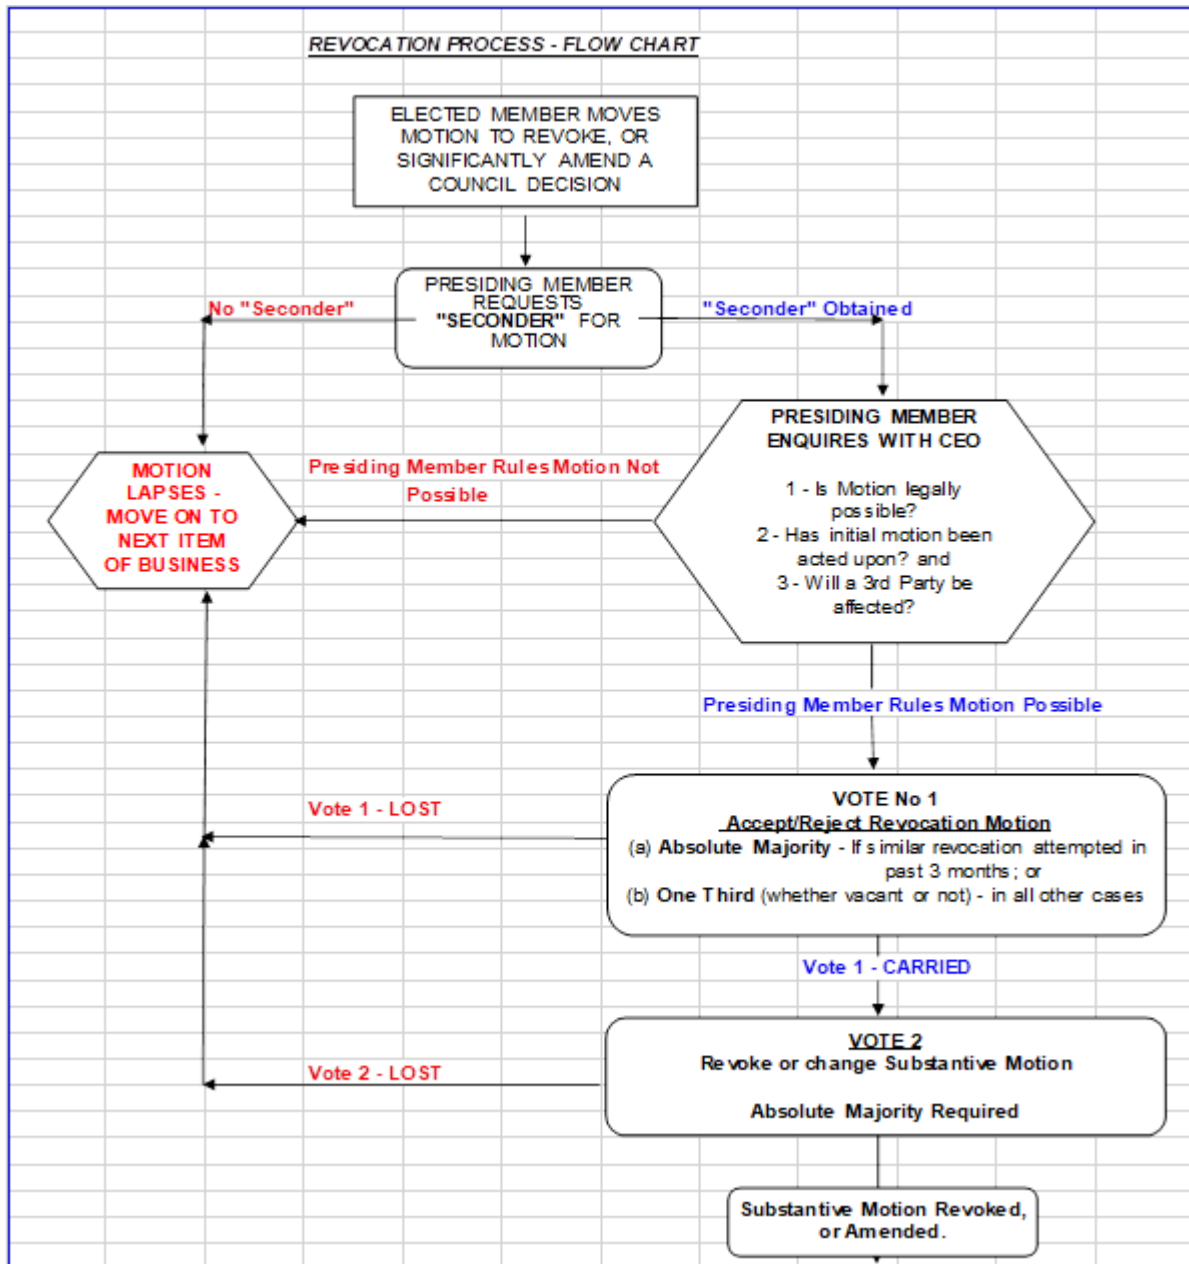 REVOCATION PROCESS - FLOW CHART
ELECTED MEMBER MOVES
MOTION TO REVOKE, OR
SIGNIFICANTLY AMEND A
COUNCIL DECISION
PRESIDING MEMBER
REQUESTS
"SECONDER" FOR
MOTION
No "Seconder"
"Seconder" Obtained
PRESIDING MEMBER
ENQUIRES WITH CEO
1 - Is Motion legally
possible?
2 - Has initial motion been
acted upon? and
3 - Will a 3rd Party be
affected?
Presiding Member Rules Motion Not
Possible
MOTION
LAPSES -
MOVE ON TO
NEXT ITEM
OF BUSINESS
Presiding Member Rules Motion Possible
VOTE No 1
Accept/Reject Revocation Motion
(a) Absolute Majority - If similar revocation attempted in
past 3 months; or
(b) One Third (whether vacant or not) - in all other cases
Vote 1 - LOST
Vote 1 - CARRIED
VOTE 2
Revoke or change Substantive Motion
Absolute Majority Required
Vote 2 - LOST
Substantive Motion Revoked,
or Amended.